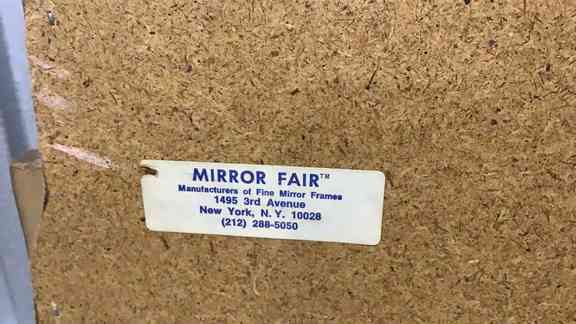 MIRROR FAIR™
Manufacturers of Fine Mirror Frames
1495 3rd Avenue
New York, N. Y. 10028
(212) 288-5050